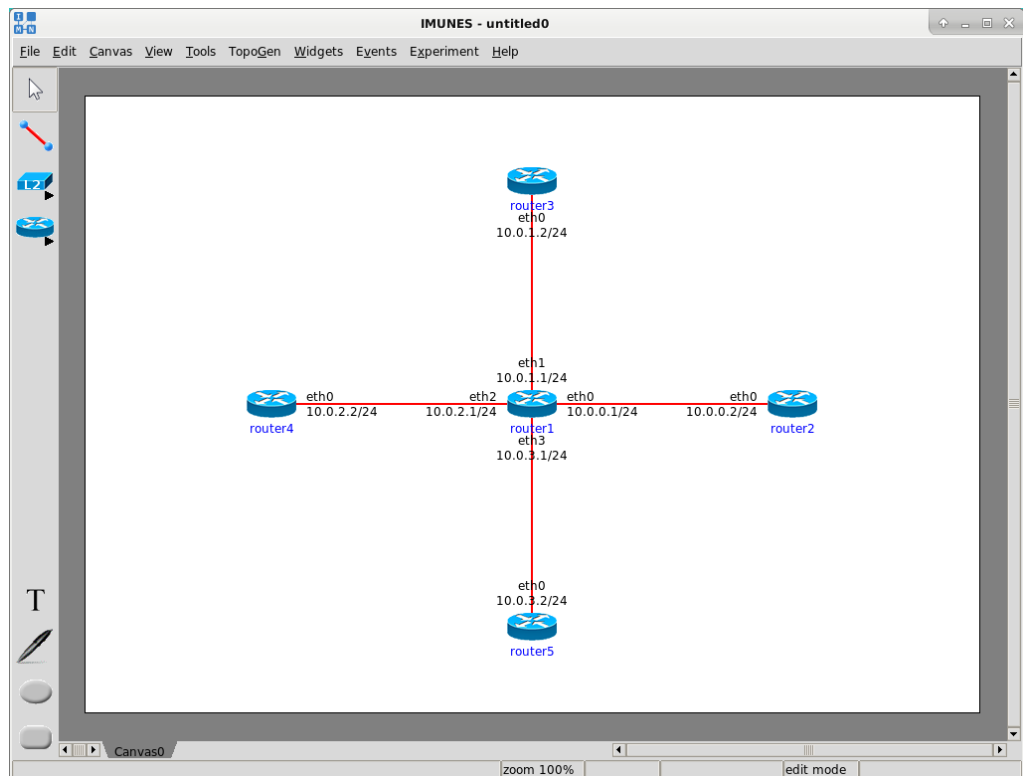 IMUNES - untitled0
File Edit Canvas View Tools TopoGen Widgets Events Experiment Help
L2
T
router3
eth0
10.0.1.2/24
eth1
10.0.1.1/24
eth0
10.0.2.2/24
router4
eth2
10.0.2.1/24
router1
eth0
10.0.0.1/24
eth0
10.0.0.2/24
router2
eth3
10.0.3.1/24
eth0
10.0.3.2/24
router5
Canvas0
zoom 100%
edit mode